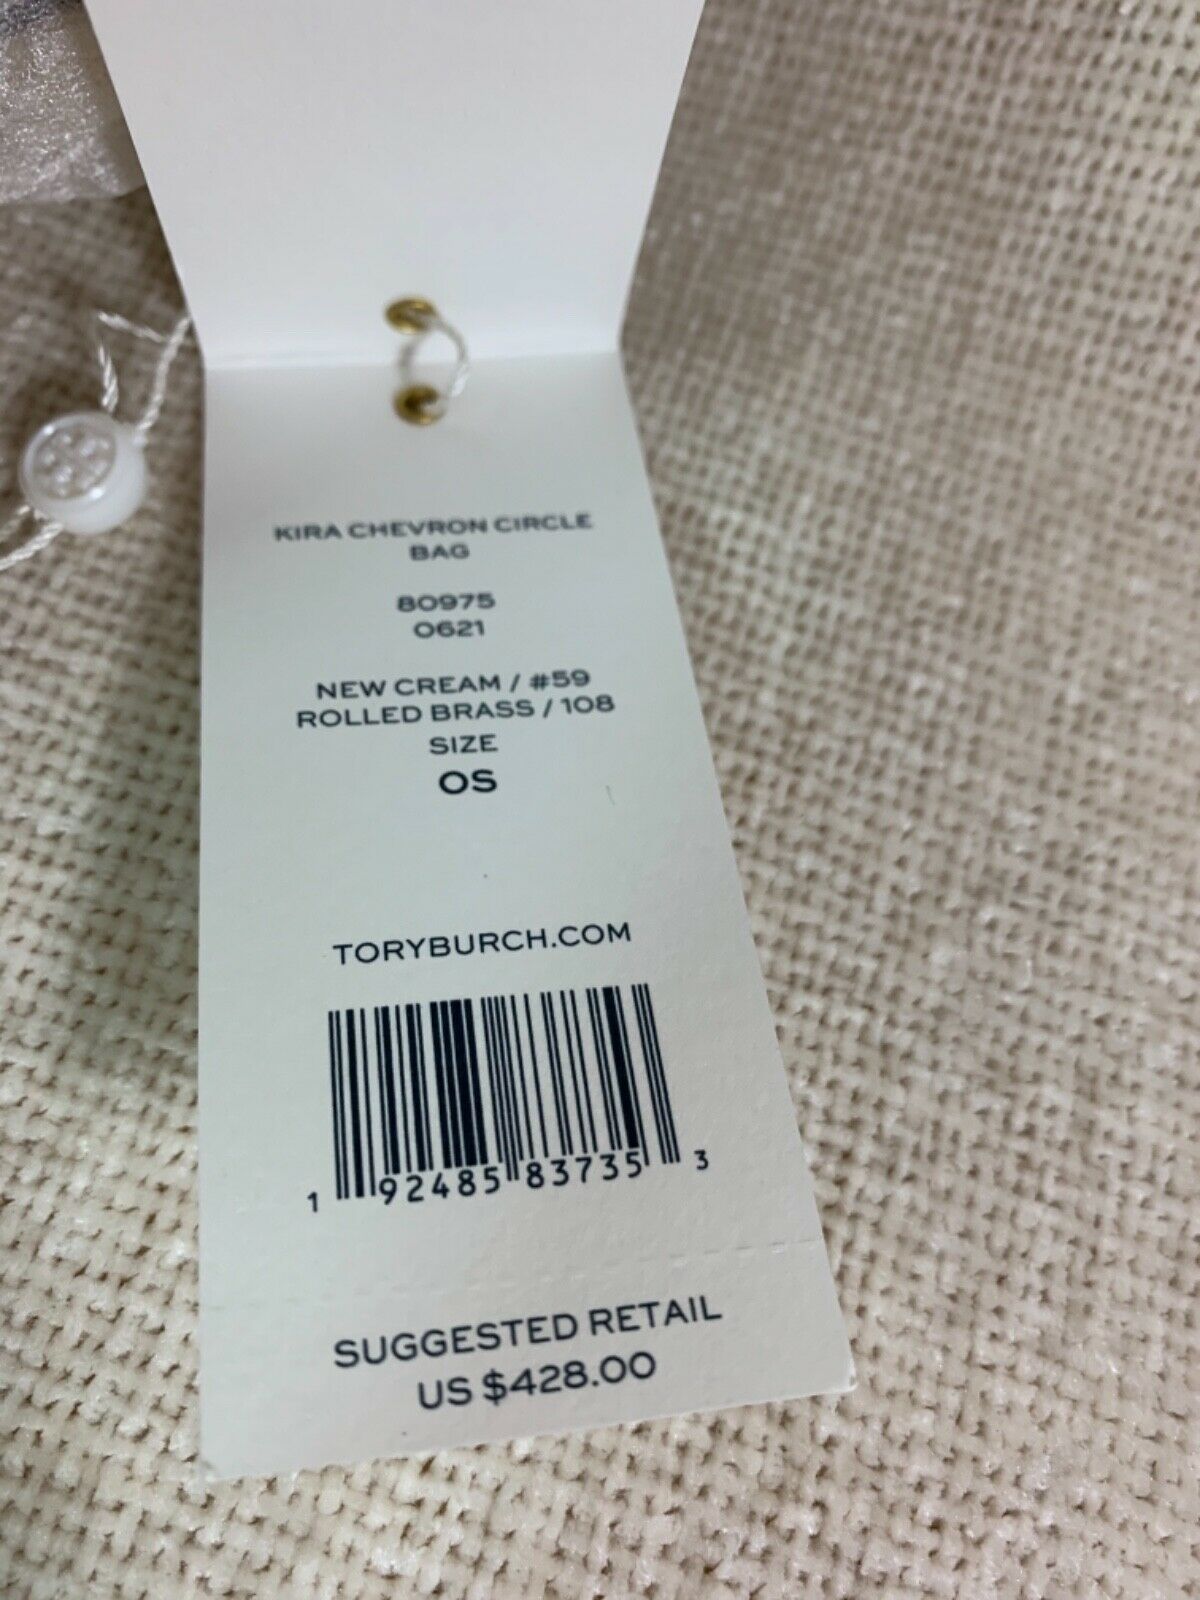 KIRA CHEVRON CIRCLE
BAG
80975
0621
NEW CREAM / #59
ROLLED BRASS / 108
SIZE
OS
TORYBURCH.COM
1 92485 83735 3
SUGGESTED RETAIL
US $428.00